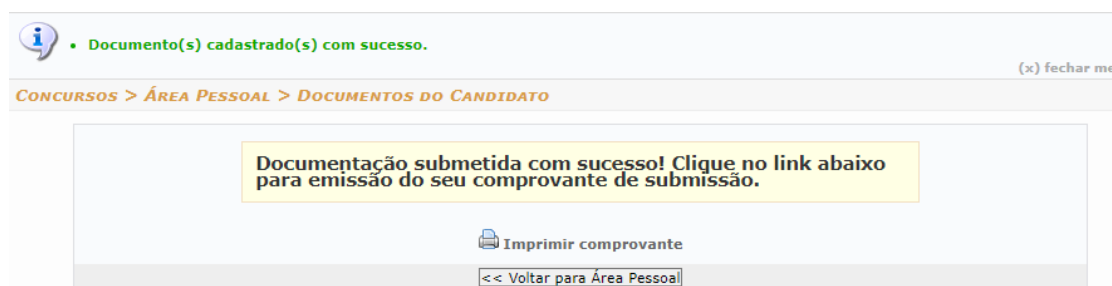 • Documento(s) cadastrado(s) com sucesso.
(x) fechar me
CONCURSOS > ÁREA PESSOAL > DOCUMENTOS DO CANDIDATO
Documentação submetida com sucesso! Clique no link abaixo
para emissão do seu comprovante de submissão.
Imprimir comprovante
<< Voltar para Área Pessoal